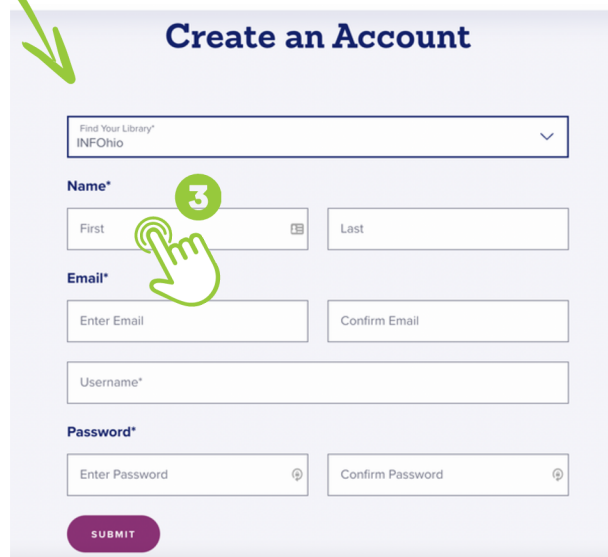 Create an Account
Find Your Library*
INFOhio
Name*
3
First
Last
Email*
Enter Email
Confirm Email
Username*
Password*
Enter Password
Confirm Password
SUBMIT